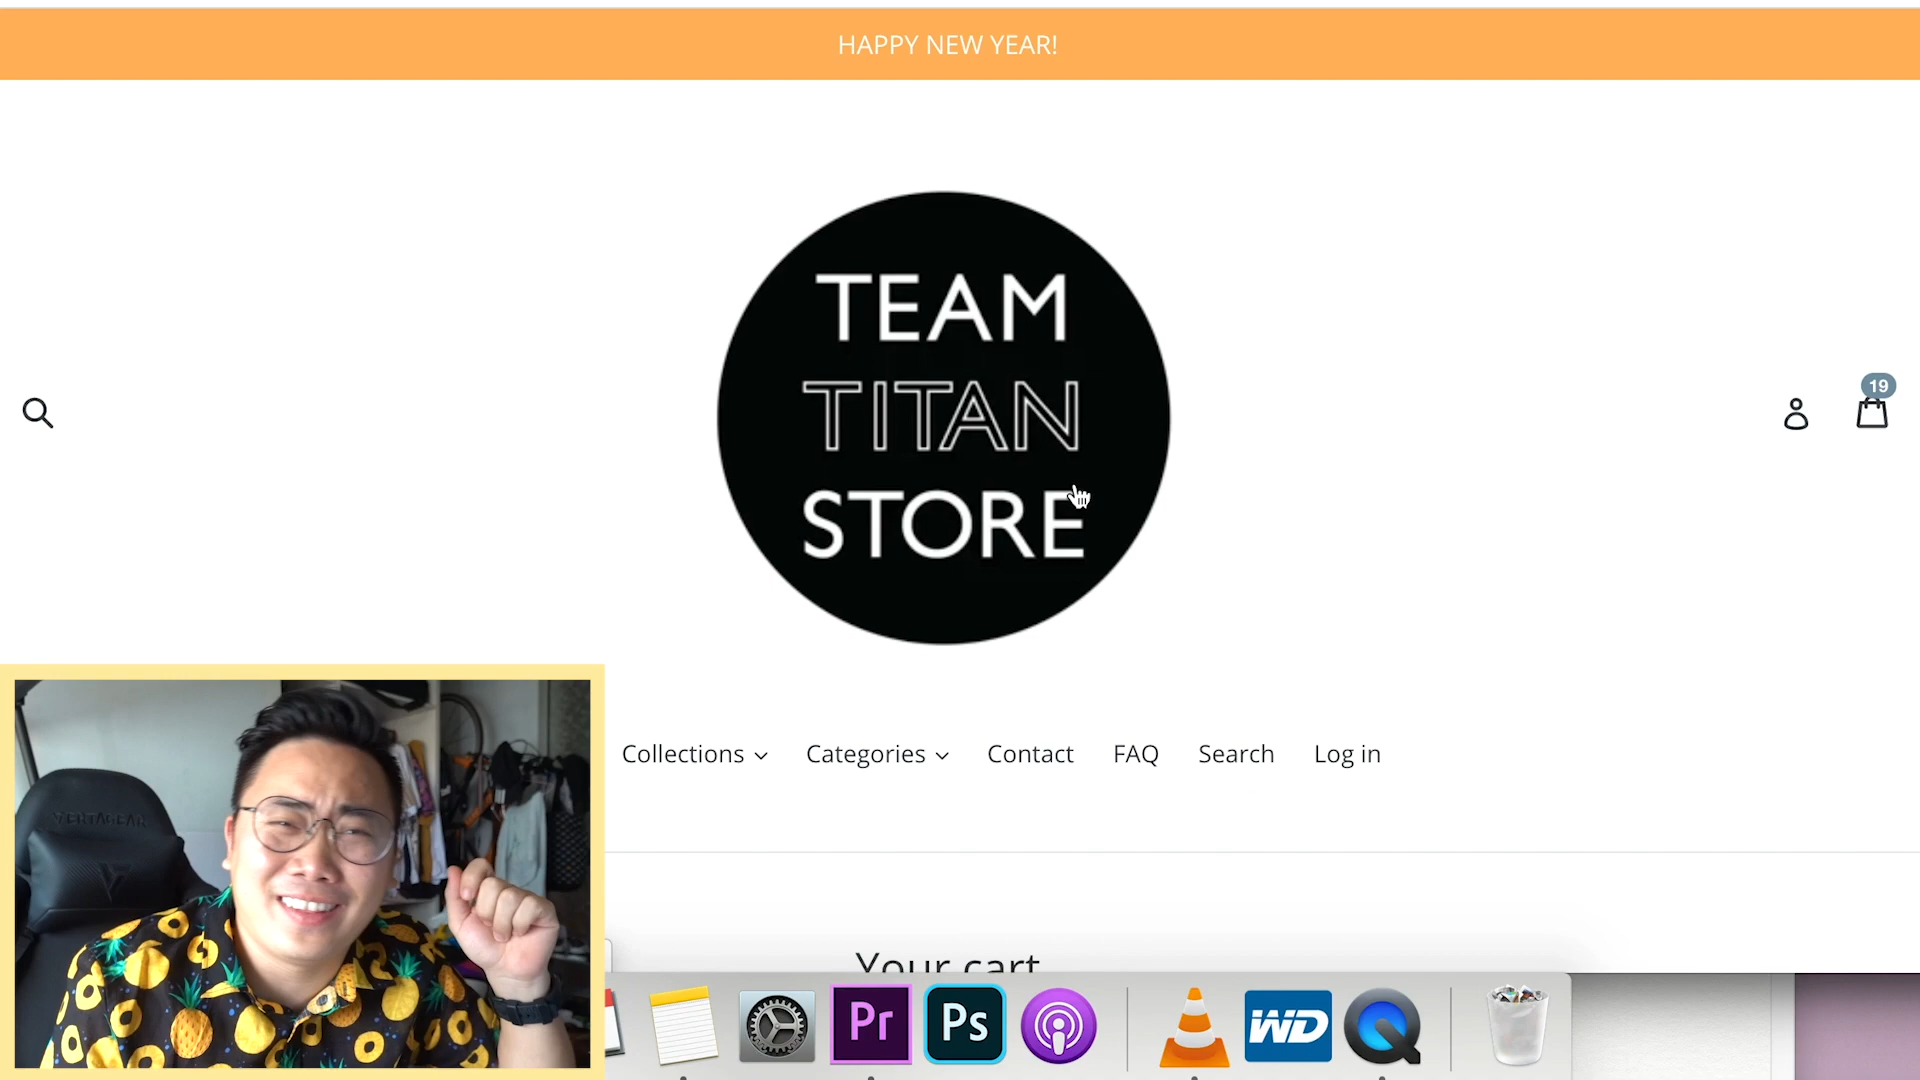 HAPPY NEW YEAR!
TEAM
TITAN
STORE
19
Collections Categories Contact FAQ Search Log in
VERTAGEAR
Your cart
Pr Ps WD